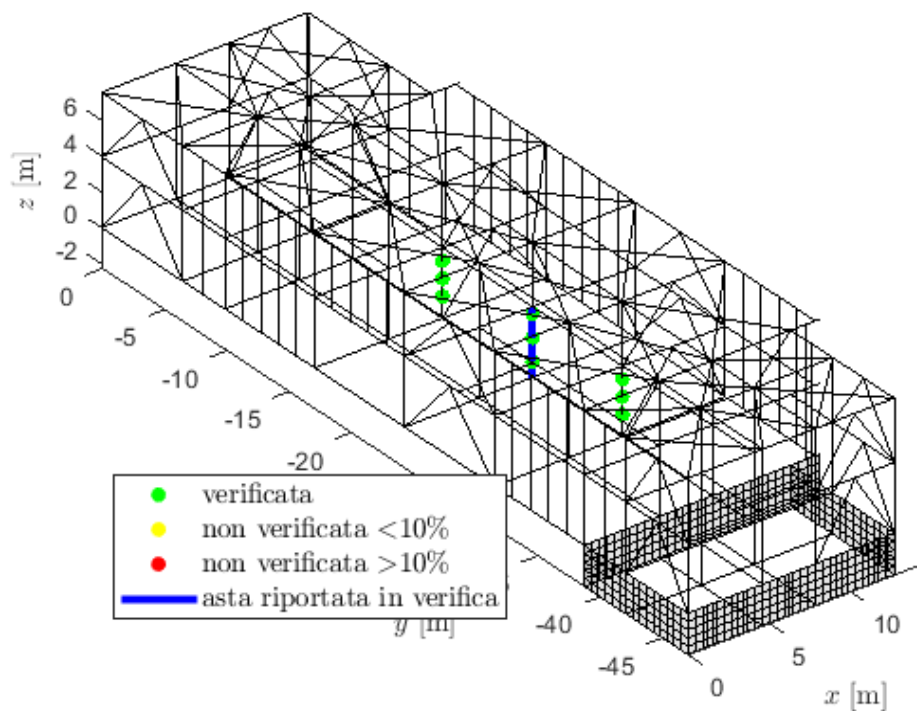 6
4
2
0
-2
z [m]
0
-5
-10
-15
-20
-40
-45
y [m]
0
5
10
x [m]
verificata
non verificata <10%
non verificata >10%
asta riportata in verifica